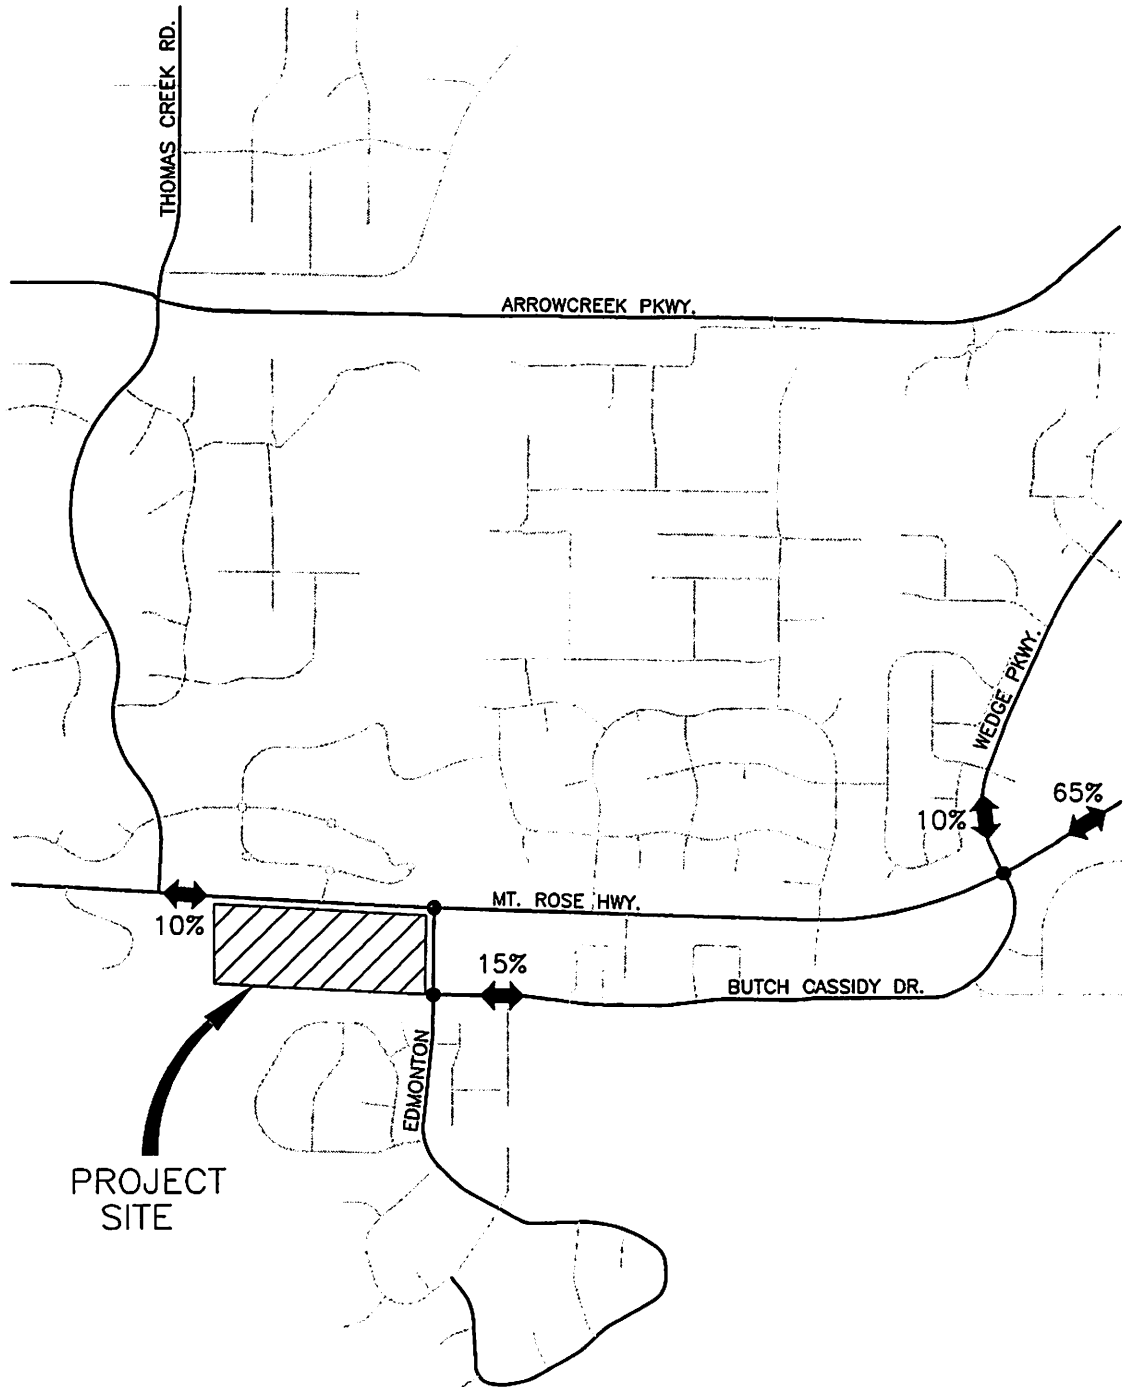 THOMAS CREEK RD.
ARROWCREEK PKWY.
WEDGE PKWY.
65%
10%
MT. ROSE HWY.
10%
15%
BUTCH CASSIDY DR.
EDMONTON
PROJECT
SITE